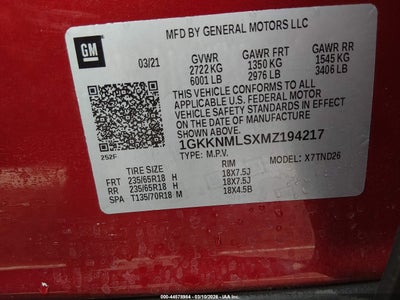 GM
MFD BY GENERAL MOTORS LLC
03/21 GVWR GAWR FRT GAWR RR
2722 KG 1350 KG 1545 KG
6001 LB 2976 LB 3406 LB
THIS VEHICLE CONFORMS TO ALL
APPLICABLE U.S. FEDERAL MOTOR
VEHICLE SAFETY STANDARDS IN EFFECT
ON THE DATE OF MANUFACTURE SHOWN ABOVE.
1GKKNMLSXMZ194217
252F
TYPE: M.P.V. MODEL: X7TND26
TIRE SIZE RIM
FRT 235/65R18 H 18X7.5J
RR 235/65R18 H 18X7.5J
SPA T135/70R18 M 18X4.5B
000-44578984 — 03/10/2026 — IAA Inc.